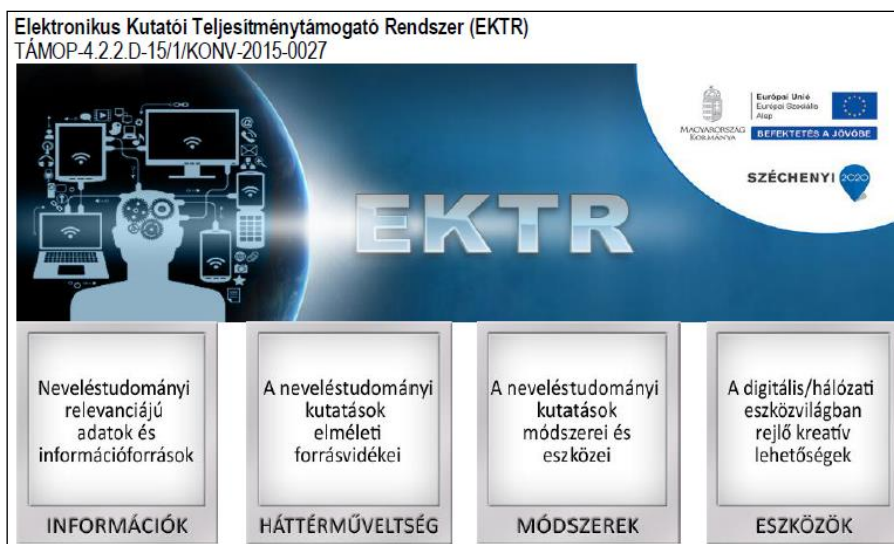 Elektronikus Kutatói Teljesítménytámogató Rendszer (EKTR)
TÁMOP-4.2.2.D-15/1/KONV-2015-0027
MAGYARORSZÁG
KORMÁNYA
Európai Unió
Európai Szociális
Alap
BEFEKTETÉS A JÖVŐBE
SZÉCHENYI 2020
EKTR
Neveléstudományi
relevanciájú
adatok és
információforrások
INFORMÁCIÓK
A neveléstudományi
kutatások
elméleti
forrásvidékei
HÁTTÉRMŰVELTSÉG
A neveléstudományi
kutatások
módszerei és
eszközei
MÓDSZEREK
A digitális/hálózati
eszközvilágban
rejlő kreatív
lehetőségek
ESZKÖZÖK